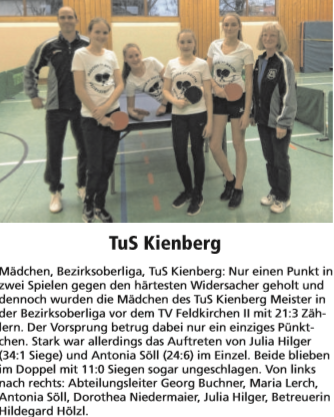 TuS Kienberg
Mädchen, Bezirksoberliga, TuS Kienberg: Nur einen Punkt in
zwei Spielen gegen den härtesten Widersacher geholt und
dennoch wurden die Mädchen des TuS Kienberg Meister in
der Bezirksoberliga vor dem TV Feldkirchen II mit 21:3 Zäh-
lern. Der Vorsprung betrug dabei nur ein einziges Pünkt-
chen. Stark war allerdings das Auftreten von Julia Hilger
(34:1 Siege) und Antonia Söll (24:6) im Einzel. Beide blieben
im Doppel mit 11:0 Siegen sogar ungeschlagen. Von links
nach rechts: Abteilungsleiter Georg Buchner, Maria Lerch,
Antonia Söll, Dorothea Niedermaier, Julia Hilger, Betreuerin
Hildegard Hölzl.